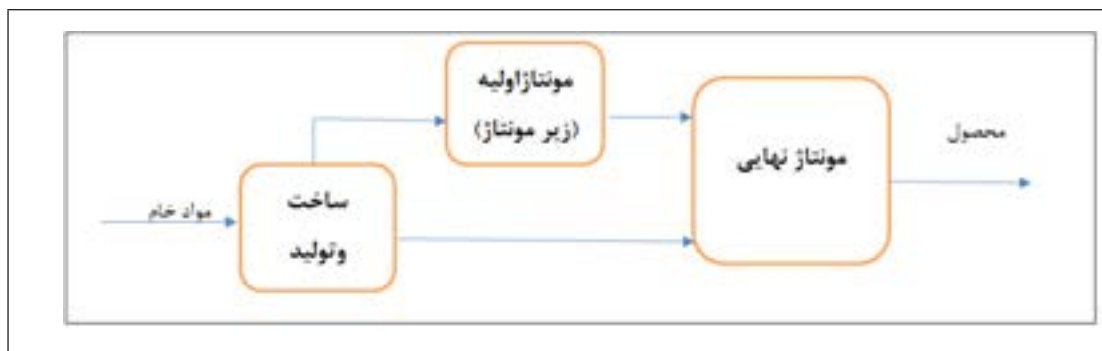 مواد خام
ساخت
وتولید
مونتاژاولیه
(زیر مونتاژ)
مونتاژ نهایی
محصول